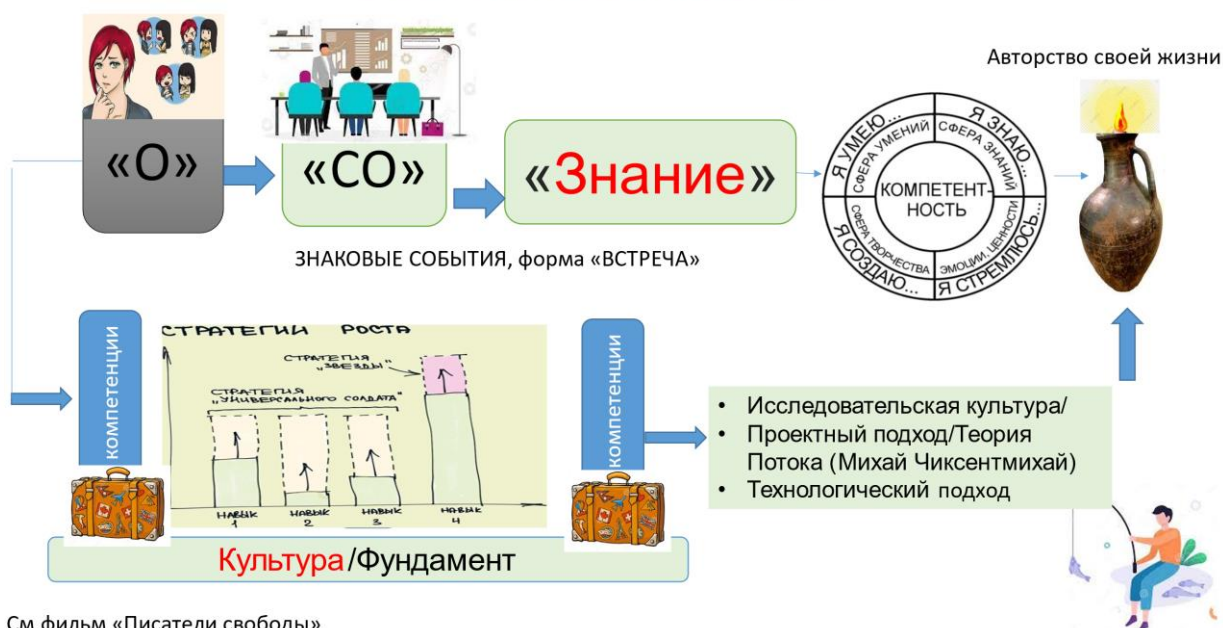 Авторство своей жизни
«О»
«СО»
«Знание»
Я УМЕЮ...
СФЕРА УМЕНИЙ
Я ЗНАЮ...
СФЕРА ЗНАНИЙ
КОМПЕТЕНТ-
НОСТЬ
СФЕРА ТВОРЧЕСТВА
Я СОЗДАЮ...
ЭМОЦИИ, ЦЕННОСТИ
Я СТРЕМЛЮСЬ...
ЗНАКОВЫЕ СОБЫТИЯ, форма «ВСТРЕЧА»
компетенции
СТРАТЕГИИ РОСТА
СТРАТЕГИЯ
„ЗВЕЗДЫ"
СТРАТЕГИЯ
„УНИВЕРСАЛЬНОГО СОЛДАТА"
НАВЫК
1
НАВЫК
2
НАВЫК
3
НАВЫК
4
компетенции
• Исследовательская культура/
• Проектный подход/Теория
Потока (Михай Чиксентмихай)
• Технологический подход
Культура/Фундамент
См фильм «Писатели свободы»